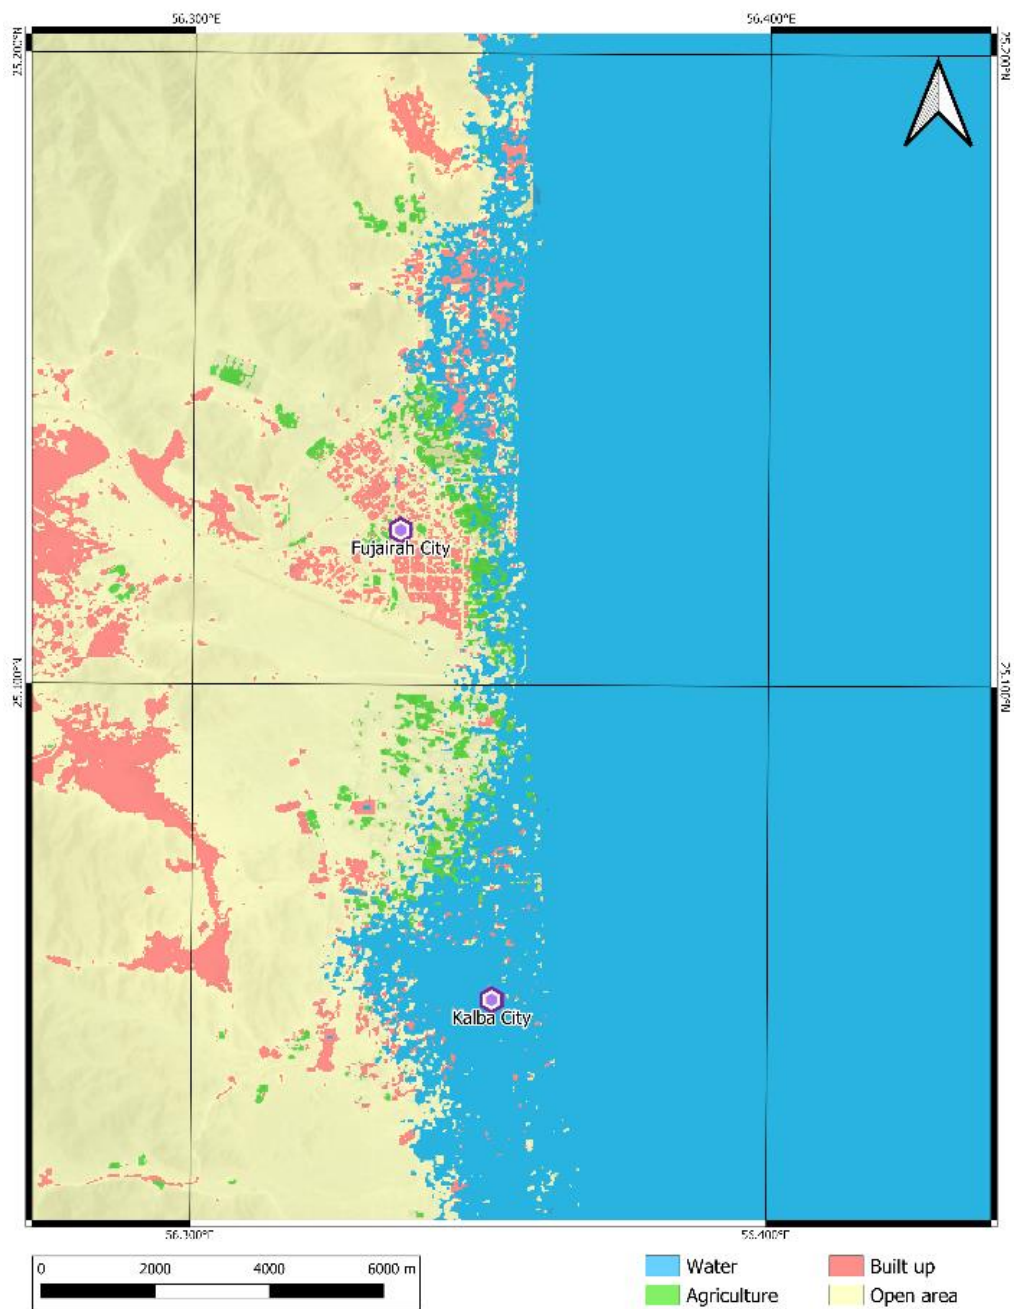 56.300°E 56.400°E
25.200°N 25.200°N
Fujairah City
25.100°N 25.100°N
Kalba City
56.300°E 56.400°E
0 2000 4000 6000 m
Water Built up
Agriculture Open area